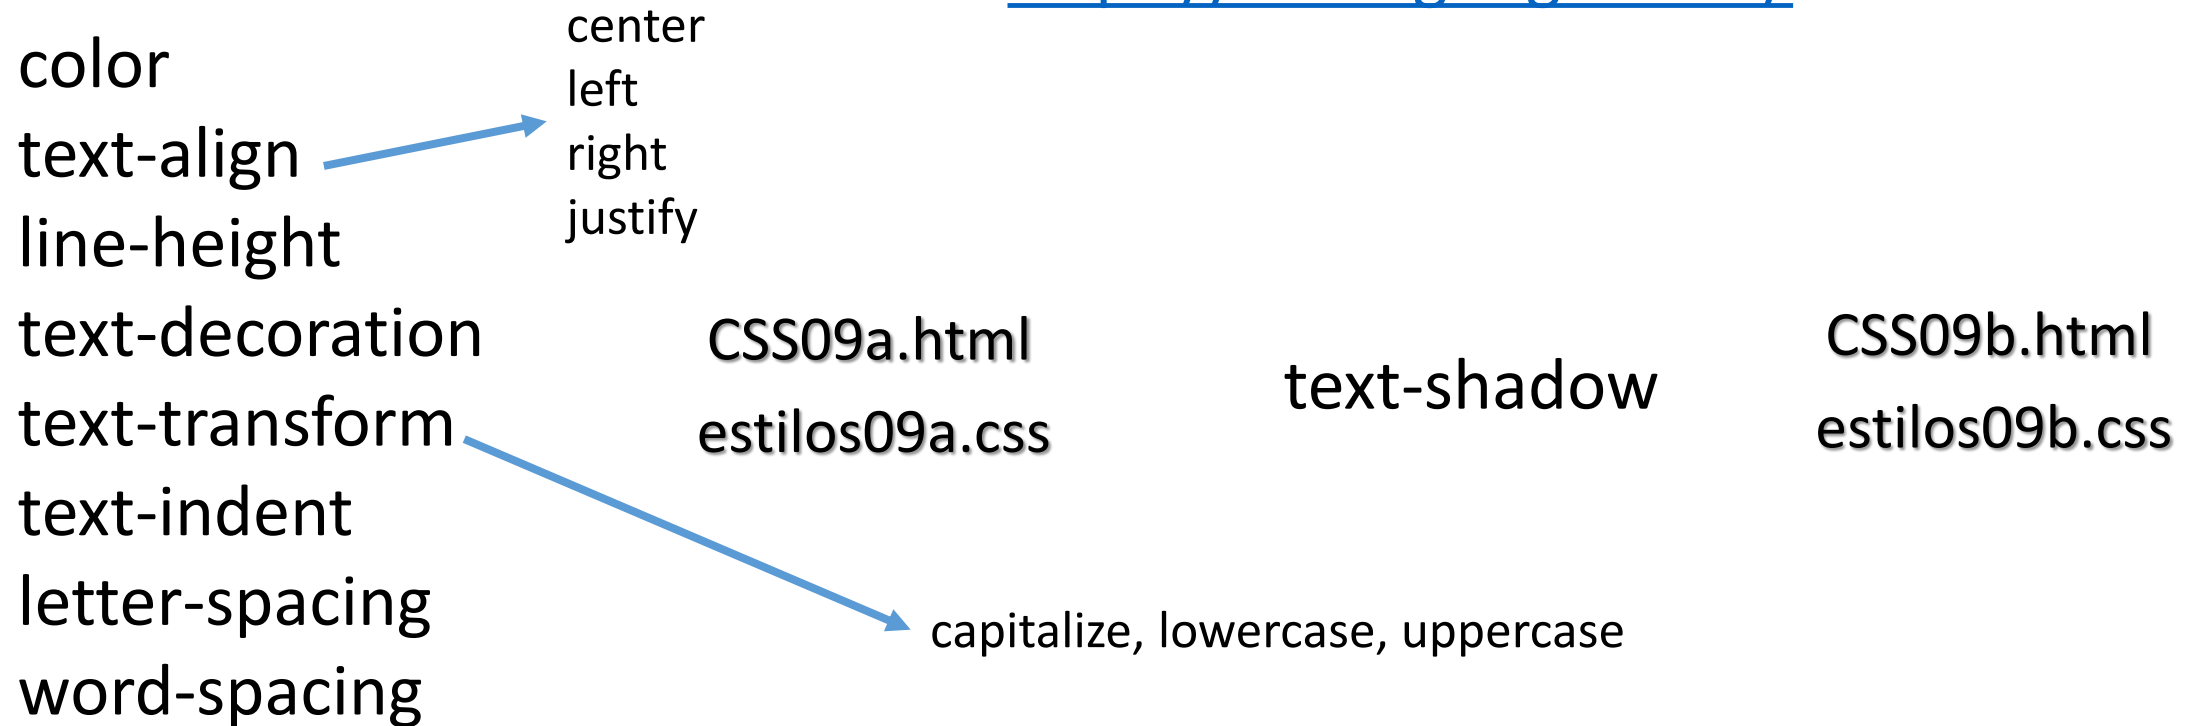 color
text-align
line-height
text-decoration
text-transform
text-indent
letter-spacing
word-spacing
center
left
right
justify
CSS09a.html
estilos09a.css
text-shadow
CSS09b.html
estilos09b.css
capitalize, lowercase, uppercase